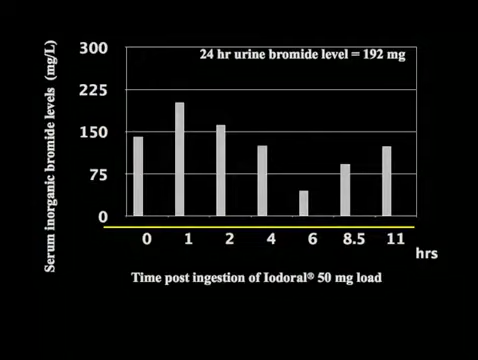 24 hr urine bromide level = 192 mg
Serum inorganic bromide levels (mg/L)
300
225
150
75
0
0 1 2 4 6 8.5 11
hrs
Time post ingestion of Iodoral® 50 mg load